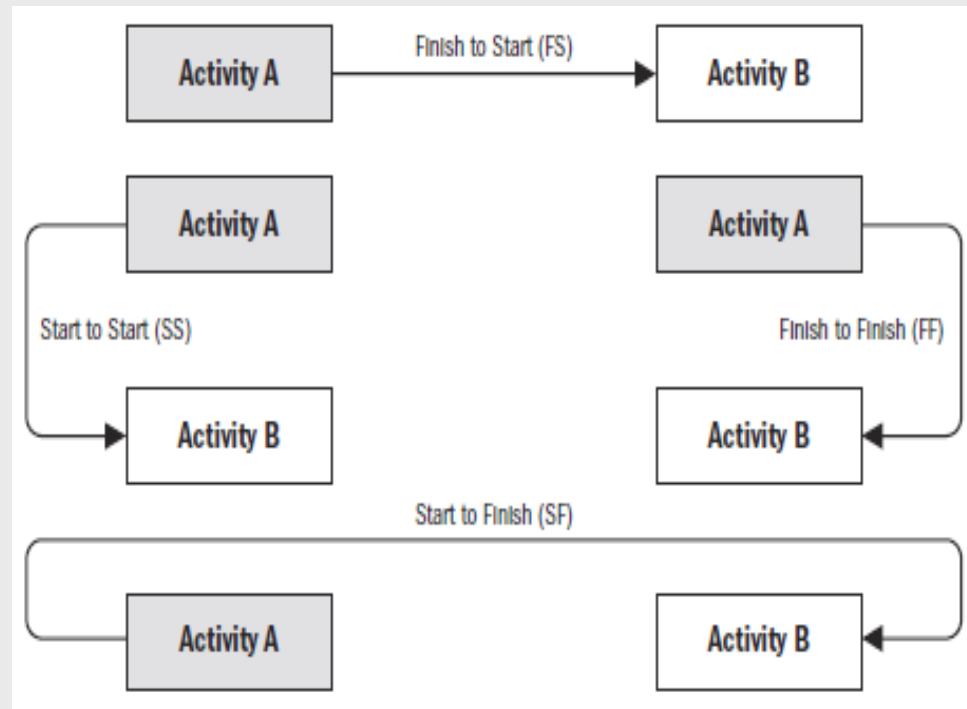 Finish to Start (FS)
Activity A
Activity B
Activity A
Activity A
Start to Start (SS)
Finish to Finish (FF)
Activity B
Activity B
Start to Finish (SF)
Activity A
Activity B